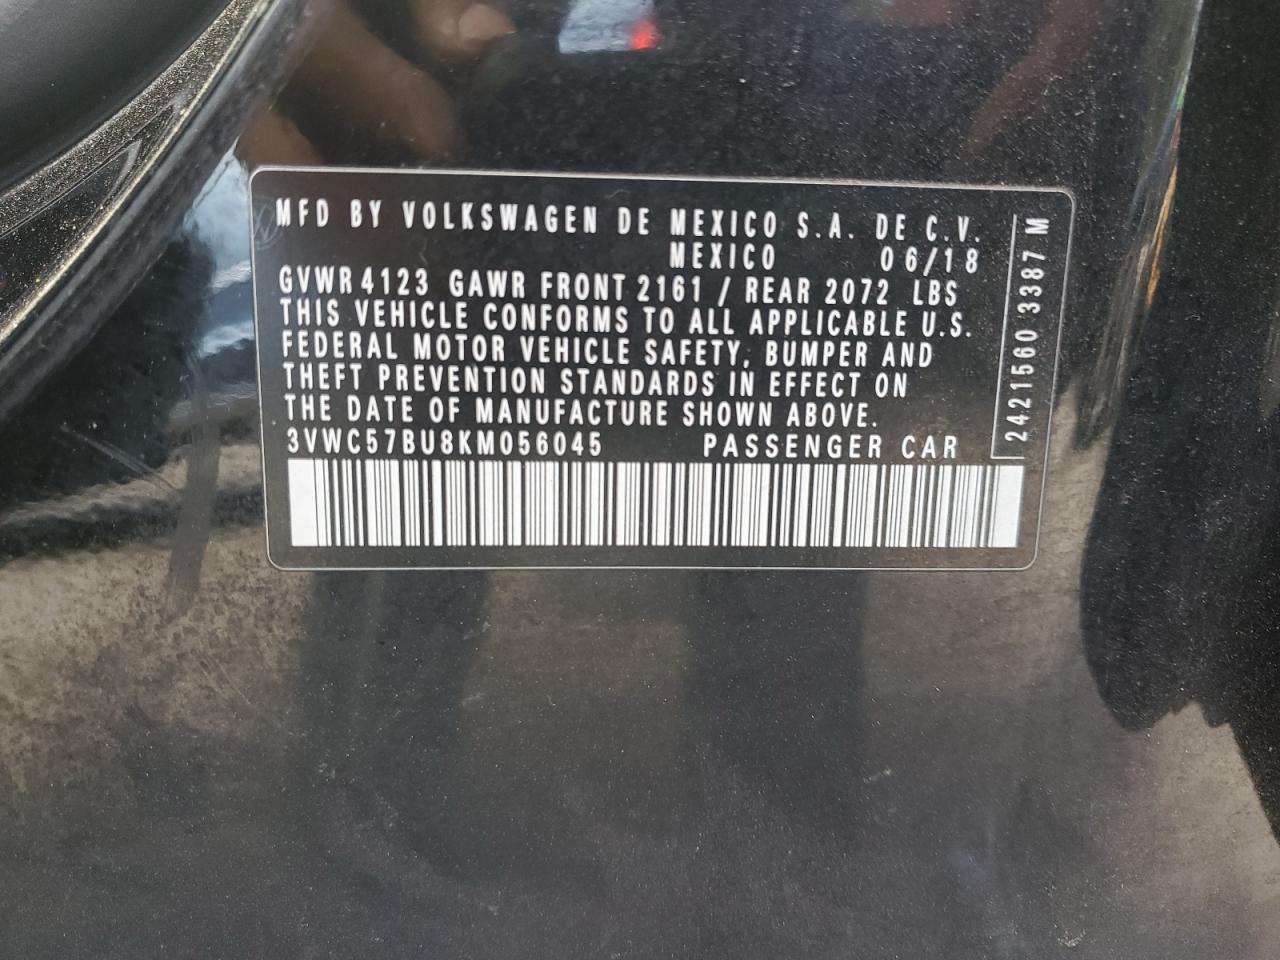 MFD BY VOLKSWAGEN DE MEXICO S.A. DE C.V.
MEXICO 06/18
GVWR 4123 GAWR FRONT 2161 / REAR 2072 LBS
THIS VEHICLE CONFORMS TO ALL APPLICABLE U.S.
FEDERAL MOTOR VEHICLE SAFETY, BUMPER AND
THEFT PREVENTION STANDARDS IN EFFECT ON
THE DATE OF MANUFACTURE SHOWN ABOVE.
3VWC57BU8KM056045 PASSENGER CAR
2421560 3387 M